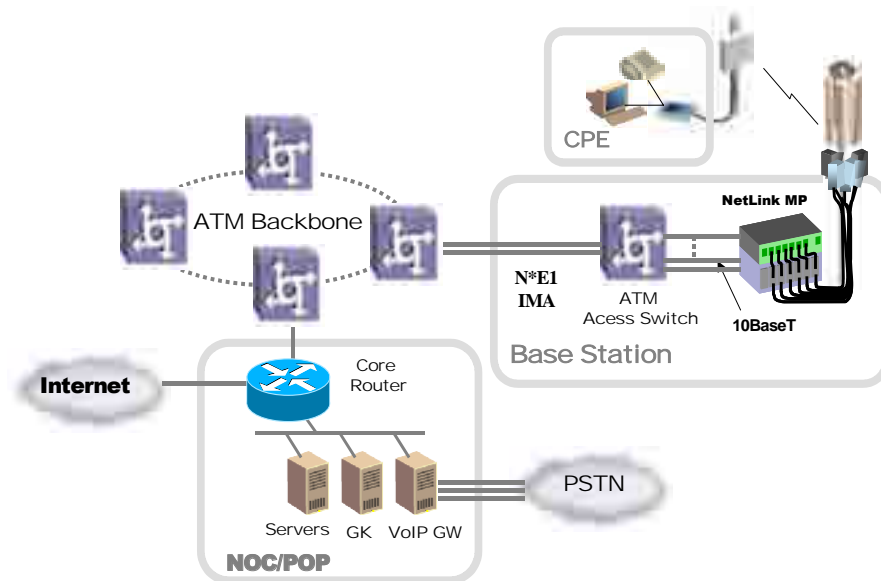 CPE
NetLink MP
ATM Backbone
N*E1
IMA
ATM
Acess Switch
10BaseT
Base Station
Internet
Core
Router
PSTN
Servers
GK
VoIP GW
NOC/POP